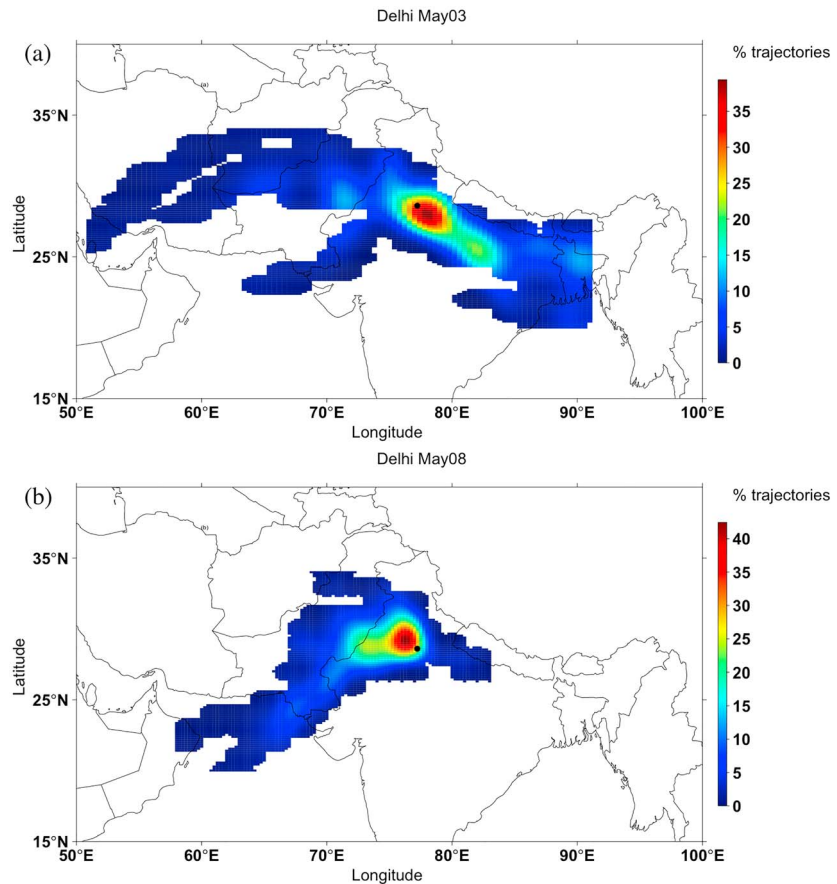 Delhi May03
(a)
% trajectories
(a)
35
30
25
20
15
10
5
0
35°N
25°N
15°N
Latitude
50°E 60°E 70°E 80°E 90°E 100°E
Longitude
Delhi May08
(b)
% trajectories
(b)
40
35
30
25
20
15
10
5
0
35°N
25°N
15°N
Latitude
50°E 60°E 70°E 80°E 90°E 100°E
Longitude